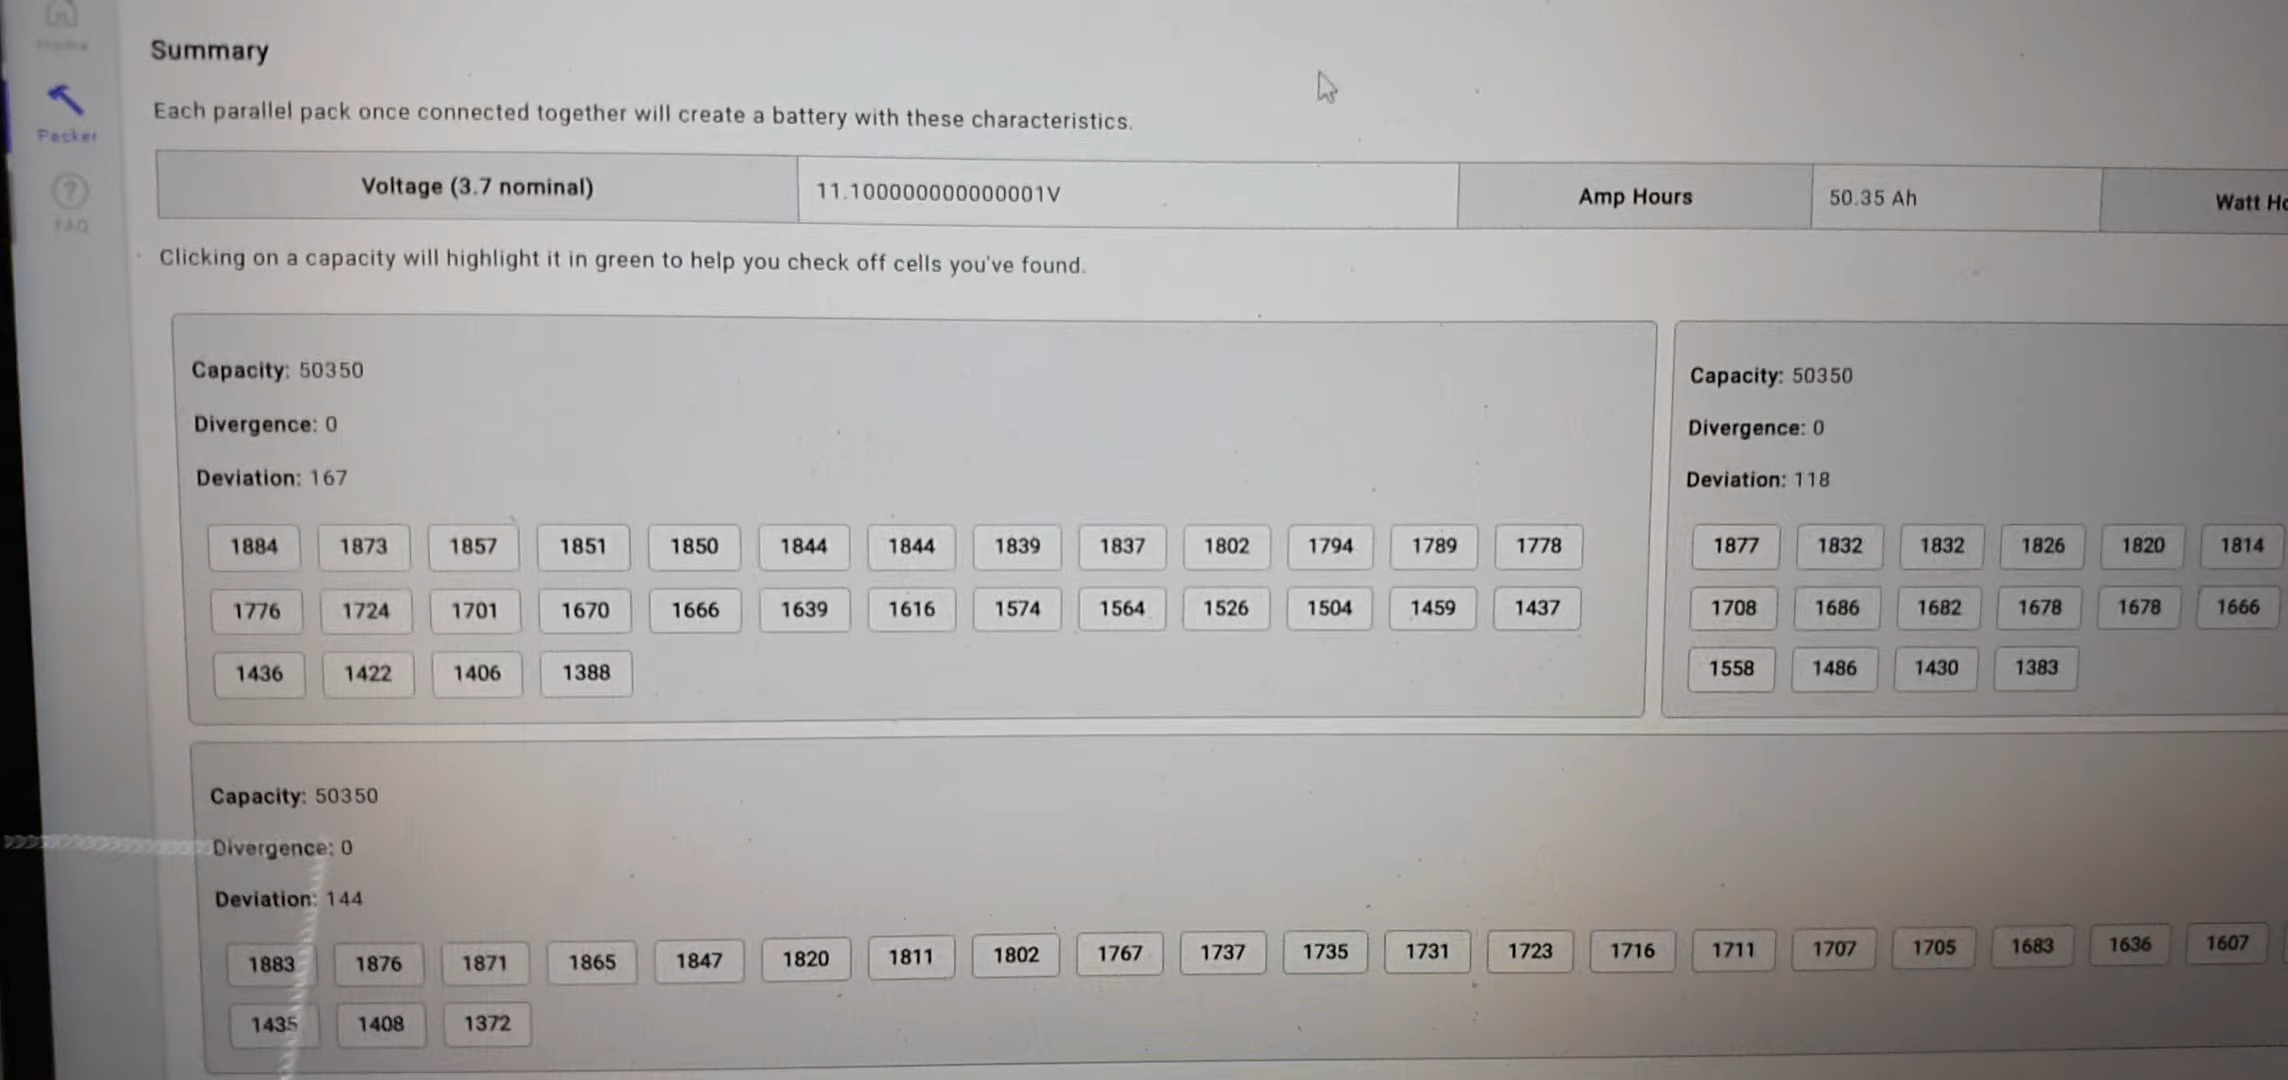 Home
Packer
?
FAQ
Summary
Each parallel pack once connected together will create a battery with these characteristics.
Voltage (3.7 nominal) 11.100000000000001V Amp Hours 50.35 Ah Watt
Clicking on a capacity will highlight it in green to help you check off cells you've found.
Capacity: 50350
Divergence: 0
Deviation: 167
1884 1873 1857 1851 1850 1844 1844 1839 1837 1802 1794 1789 1778
1776 1724 1701 1670 1666 1639 1616 1574 1564 1526 1504 1459 1437
1436 1422 1406 1388
Capacity: 50350
Divergence: 0
Deviation: 118
1877 1832 1832 1826 1820 1814
1708 1686 1682 1678 1678 1666
1558 1486 1430 1383
Capacity: 50350
Divergence: 0
Deviation: 144
1883 1876 1871 1865 1847 1820 1811 1802 1767 1737 1735 1731 1723 1716 1711 1707 1705 1683 1636 1607
1435 1408 1372